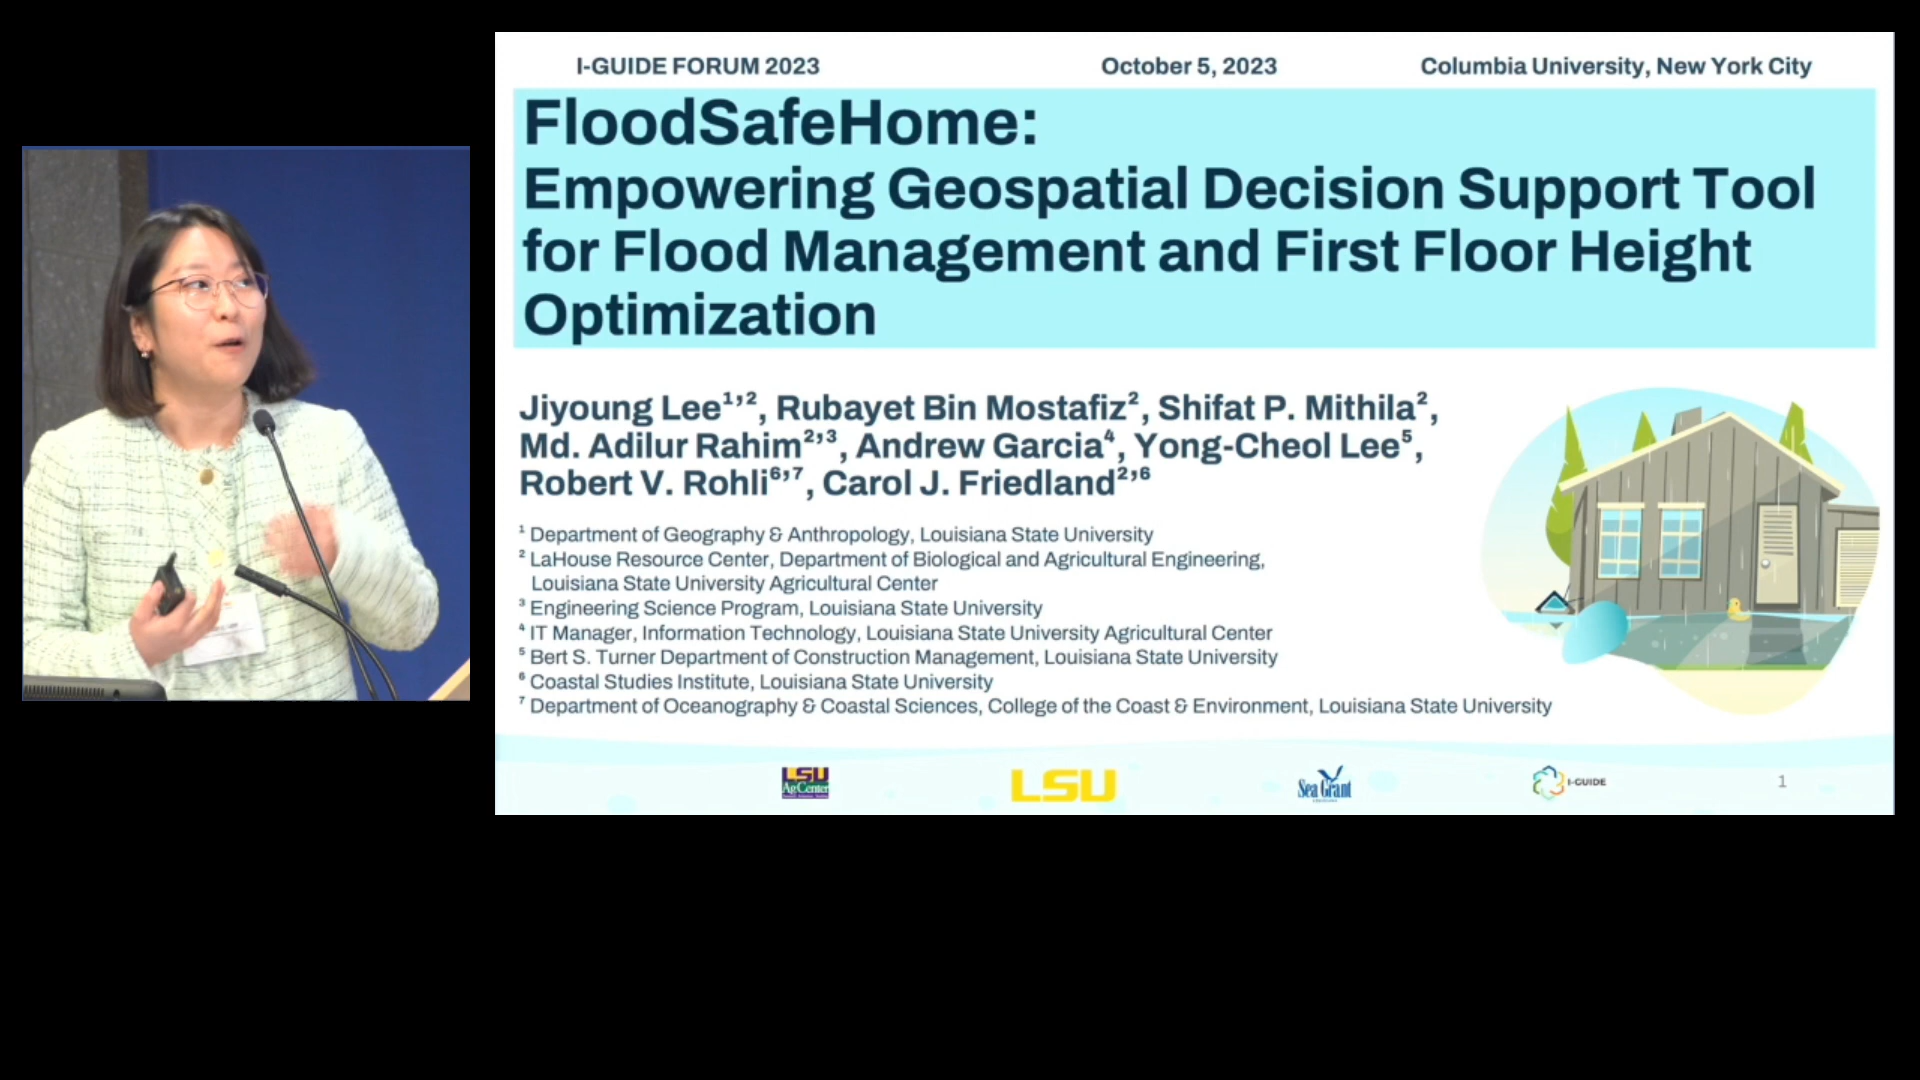 I-GUIDE FORUM 2023
October 5, 2023
Columbia University, New York City
FloodSafeHome:
Empowering Geospatial Decision Support Tool
for Flood Management and First Floor Height
Optimization
Jiyoung Lee¹,², Rubayet Bin Mostafiz², Shifat P. Mithila²,
Md. Adilur Rahim²,³, Andrew Garcia⁴, Yong-Cheol Lee⁵,
Robert V. Rohli⁶,⁷, Carol J. Friedland²,⁶
¹ Department of Geography & Anthropology, Louisiana State University
² LaHouse Resource Center, Department of Biological and Agricultural Engineering,
Louisiana State University Agricultural Center
³ Engineering Science Program, Louisiana State University
⁴ IT Manager, Information Technology, Louisiana State University Agricultural Center
⁵ Bert S. Turner Department of Construction Management, Louisiana State University
⁶ Coastal Studies Institute, Louisiana State University
⁷ Department of Oceanography & Coastal Sciences, College of the Coast & Environment, Louisiana State University
LSU
AgCenter
LSU
Sea Grant
I-GUIDE
1